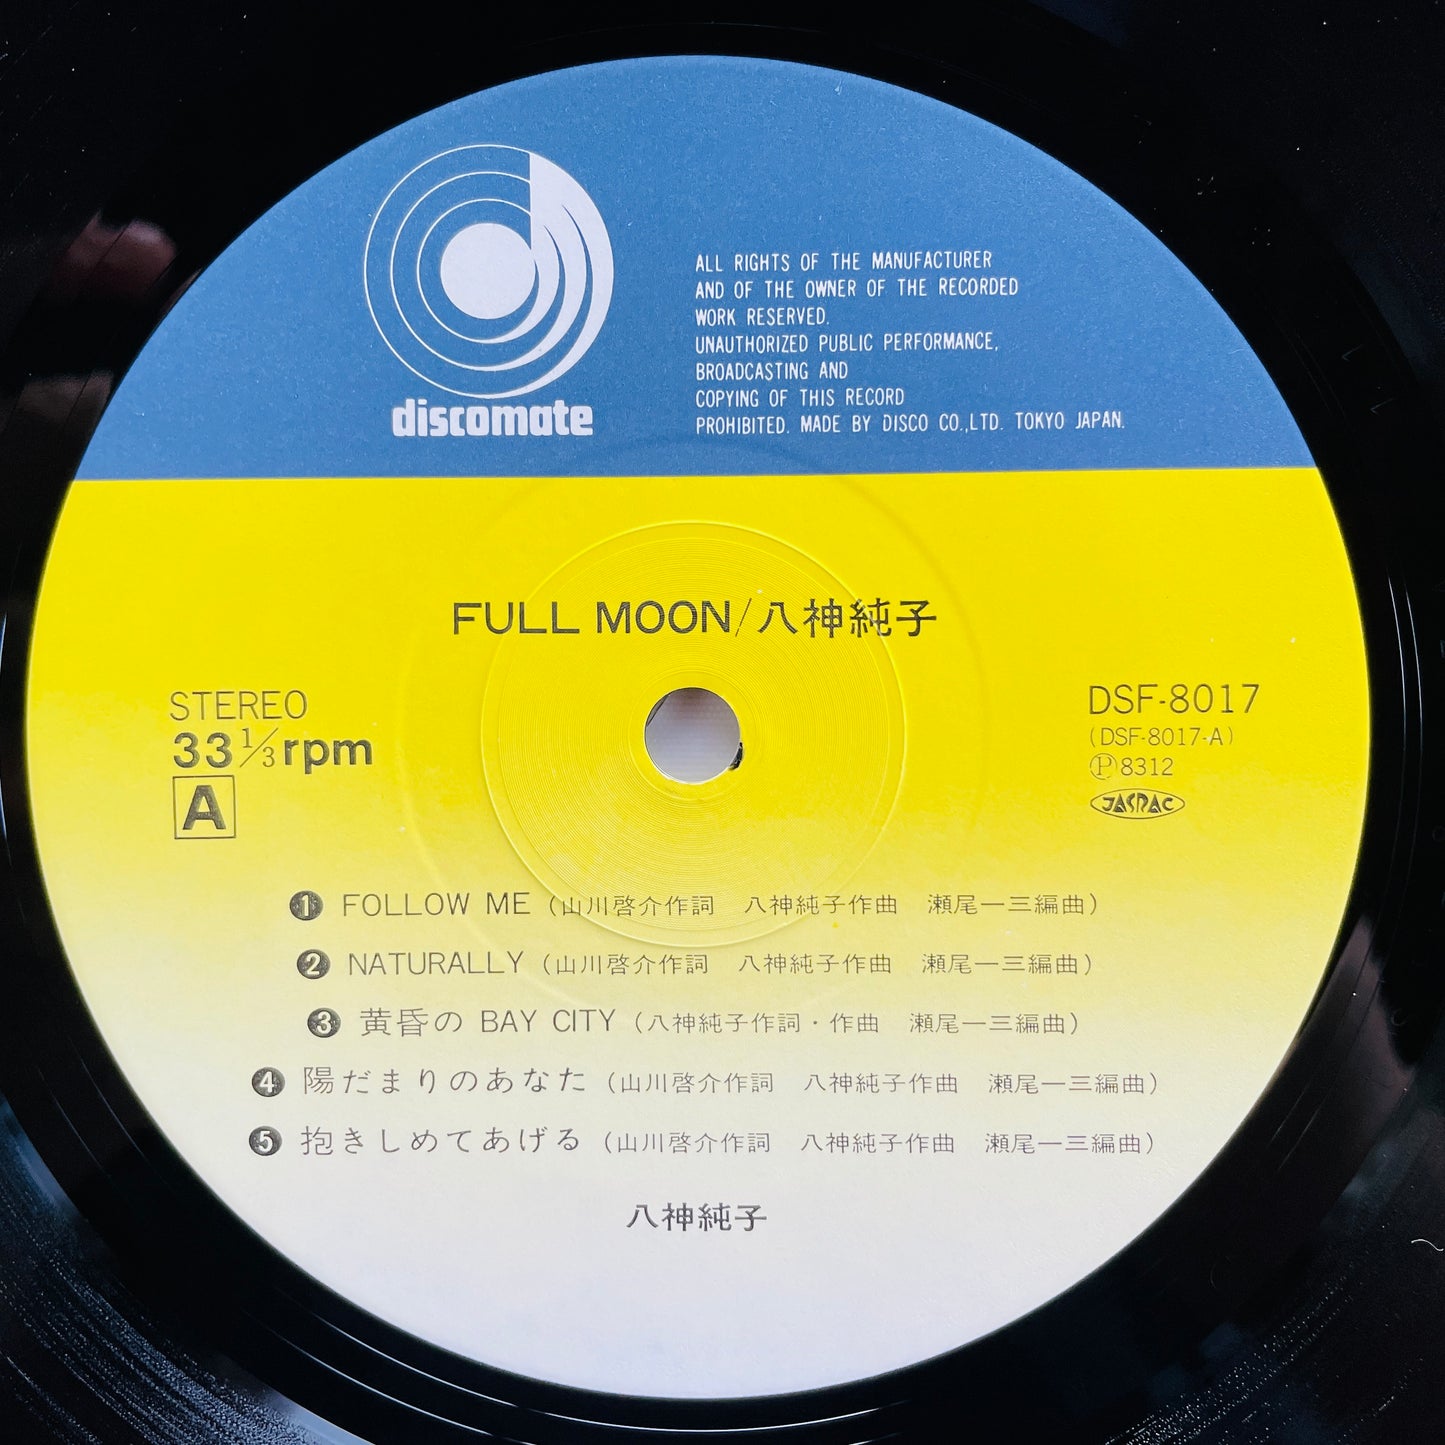 discomate
ALL RIGHTS OF THE MANUFACTURER
AND OF THE OWNER OF THE RECORDED
WORK RESERVED.
UNAUTHORIZED PUBLIC PERFORMANCE,
BROADCASTING AND
COPYING OF THIS RECORD
PROHIBITED. MADE BY DISCO CO.,LTD. TOKYO JAPAN.
FULL MOON/八神純子
STEREO
33 1/3 rpm
A
DSF-8017
(DSF-8017-A)
Ⓟ8312
JASRAC
❶ FOLLOW ME (山川啓介作詞 八神純子作曲 瀬尾一三編曲)
❷ NATURALLY (山川啓介作詞 八神純子作曲 瀬尾一三編曲)
❸ 黄昏の BAY CITY (八神純子作詞・作曲 瀬尾一三編曲)
❹ 陽だまりのあなた (山川啓介作詞 八神純子作曲 瀬尾一三編曲)
❺ 抱きしめてあげる (山川啓介作詞 八神純子作曲 瀬尾一三編曲)
八神純子